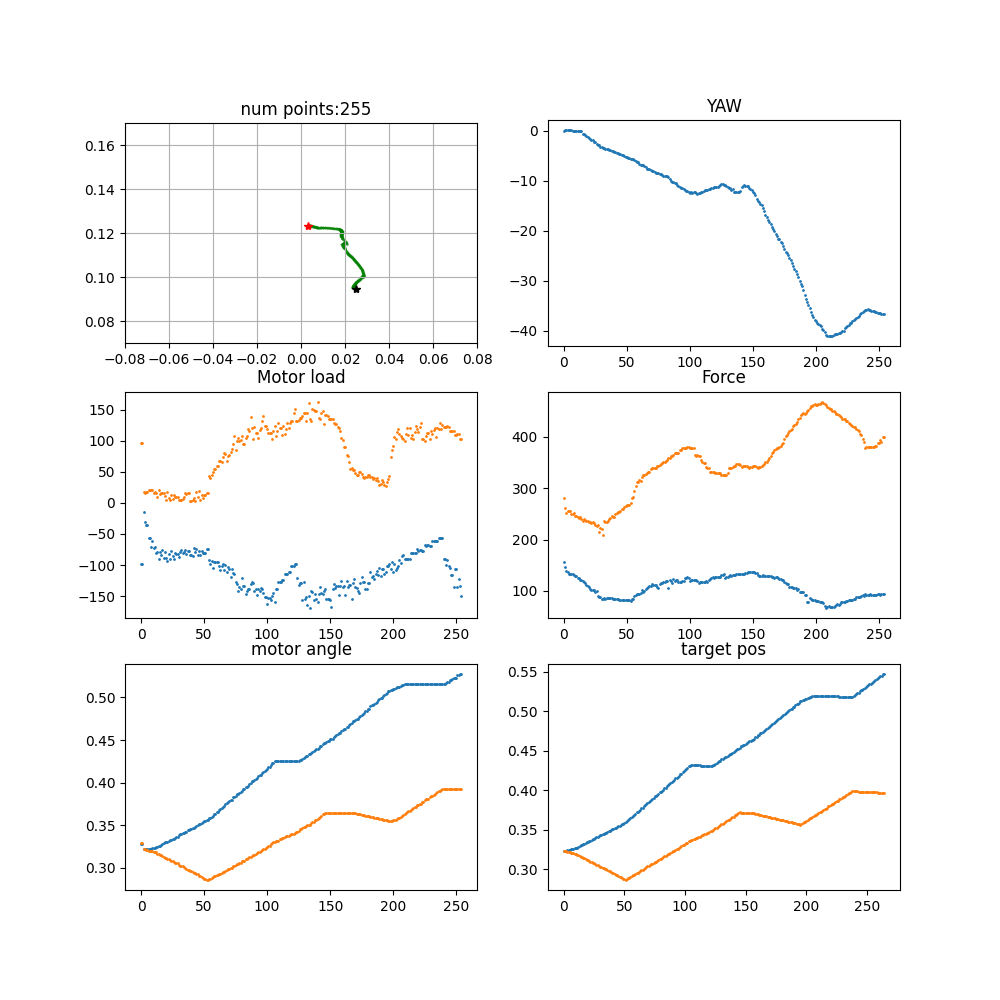 num points:255
YAW
0.16
0.14
0.12
0.10
0.08
−0.08 −0.06 −0.04 −0.02 0.00 0.02 0.04 0.06 0.08
0
−10
−20
−30
−40
0 50 100 150 200 250
Motor load
Force
150
100
50
0
−50
−100
−150
0 50 100 150 200 250
400
300
200
100
0 50 100 150 200 250
motor angle
target pos
0.50
0.45
0.40
0.35
0.30
0 50 100 150 200 250
0.55
0.50
0.45
0.40
0.35
0.30
0 50 100 150 200 250